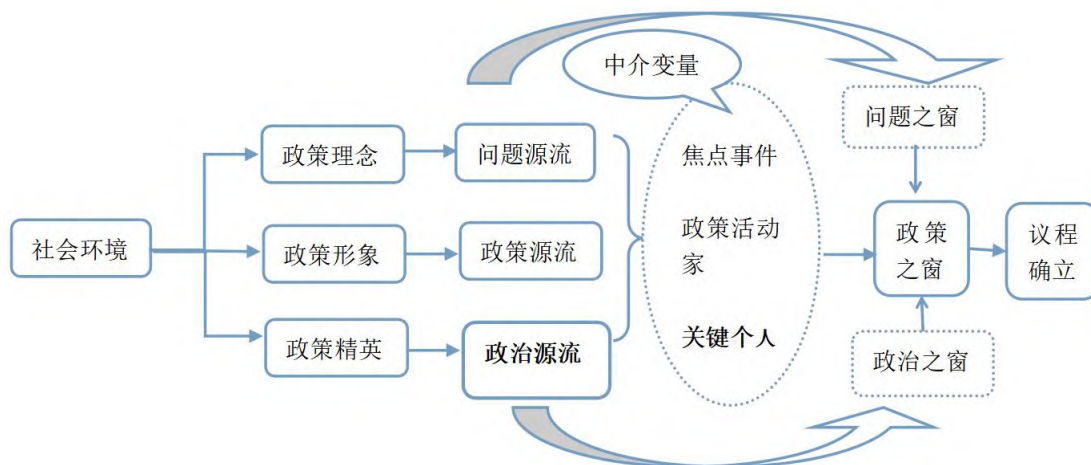 中介变量
问题之窗
政策理念
问题源流
焦点事件
社会环境
政策形象
政策源流
政策活动
家
政策
之窗
议程
确立
政策精英
政治源流
关键个人
政治之窗